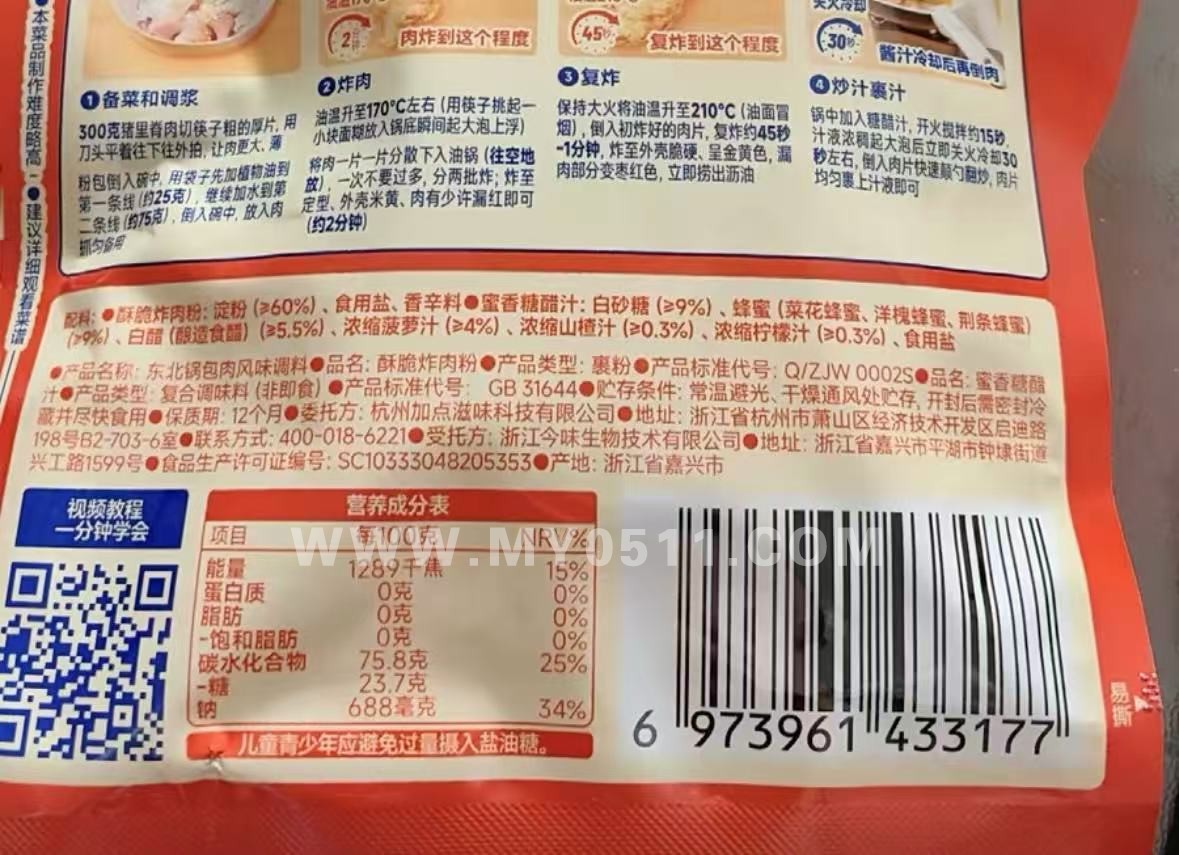 本菜品制作难度略高
●建议详细观看菜谱
2分钟
肉炸到这个程度
45秒
复炸到这个程度
关火冷却
30秒
酱汁冷却后再倒肉
1 备菜和调浆
300克猪里脊肉切筷子粗的厚片, 用
刀头平着往下往外拍, 让肉更大、薄
粉包倒入碗中, 用袋子先加植物油到
第一条线 (约25克) , 继续加水到第
二条线 (约75克) , 倒入碗中, 放入肉
抓匀备用
2 炸肉
油温升至170°C左右 (用筷子挑起一
小块面糊放入锅底瞬间起大泡上浮)
将肉一片一片分散下入油锅 (往空地
放) , 一次不要过多, 分两批炸; 炸至
定型、外壳米黄、肉有少许漏红即可
(约2分钟)
3 复炸
保持大火将油温升至210°C (油面冒
烟) , 倒入初炸好的肉片, 复炸约45秒
-1分钟, 炸至外壳脆硬、呈金黄色, 漏
肉部分变枣红色, 立即捞出沥油
4 炒汁裹汁
锅中加入糖醋汁, 开火搅拌约15秒,
汁液浓稠起大泡后立即关火冷却30
秒左右, 倒入肉片快速颠勺翻炒, 肉片
均匀裹上汁液即可
配料: ●酥脆炸肉粉: 淀粉 (≥60%) 、食用盐、香辛料●蜜香糖醋汁: 白砂糖 (≥9%) 、蜂蜜 (菜花蜂蜜、洋槐蜂蜜、荆条蜂蜜)
(≥9%) 、白醋 (酿造食醋) (≥5.5%) 、浓缩菠萝汁 (≥4%) 、浓缩山楂汁 (≥0.3%) 、浓缩柠檬汁 (≥0.3%) 、食用盐
●产品名称: 东北锅包肉风味调料●品名: 酥脆炸肉粉●产品类型: 裹粉●产品标准代号: Q/ZJW 0002S●品名: 蜜香糖醋
汁●产品类型: 复合调味料 (非即食) ●产品标准代号: GB 31644●贮存条件: 常温避光、干燥通风处贮存, 开封后需密封冷
藏并尽快食用●保质期: 12个月●委托方: 杭州加点滋味科技有限公司●地址: 浙江省杭州市萧山区经济技术开发区启迪路
198号B2-703-6室●联系方式: 400-018-6221●受托方: 浙江今味生物技术有限公司●地址: 浙江省嘉兴市平湖市钟埭街道
兴工路1599号●食品生产许可证编号: SC10333048205353●产地: 浙江省嘉兴市
视频教程
一分钟学会
营养成分表
项目 每100克 NRV%
能量 1289千焦 15%
蛋白质 0克 0%
脂肪 0克 0%
-饱和脂肪 0克 0%
碳水化合物 75.8克 25%
-糖 23.7克
钠 688毫克 34%
儿童青少年应避免过量摄入盐油糖。
WWW.MY0511.COM
6 973961 433177
易撕